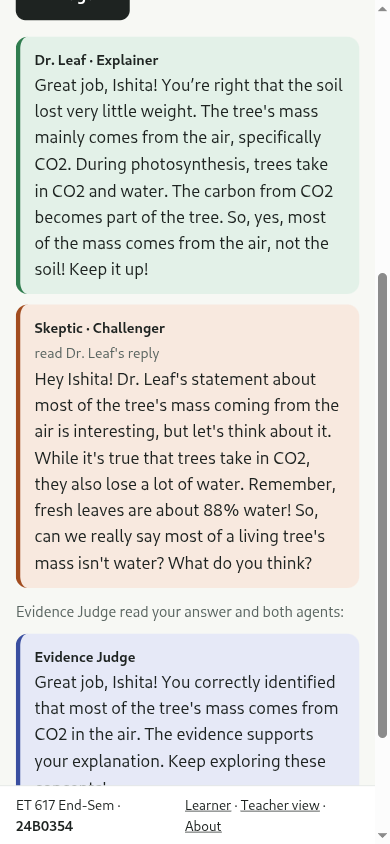 Dr. Leaf · Explainer
Great job, Ishita! You’re right that the soil
lost very little weight. The tree's mass
mainly comes from the air, specifically
CO2. During photosynthesis, trees take
in CO2 and water. The carbon from CO2
becomes part of the tree. So, yes, most
of the mass comes from the air, not the
soil! Keep it up!
Skeptic · Challenger
read Dr. Leaf's reply
Hey Ishita! Dr. Leaf's statement about
most of the tree's mass coming from the
air is interesting, but let's think about it.
While it's true that trees take in CO2,
they also lose a lot of water. Remember,
fresh leaves are about 88% water! So,
can we really say most of a living tree's
mass isn't water? What do you think?
Evidence Judge read your answer and both agents:
Evidence Judge
Great job, Ishita! You correctly identified
that most of the tree's mass comes from
CO2 in the air. The evidence supports
your explanation. Keep exploring these
ET 617 End-Sem ·
24B0354
Learner · Teacher view ·
About